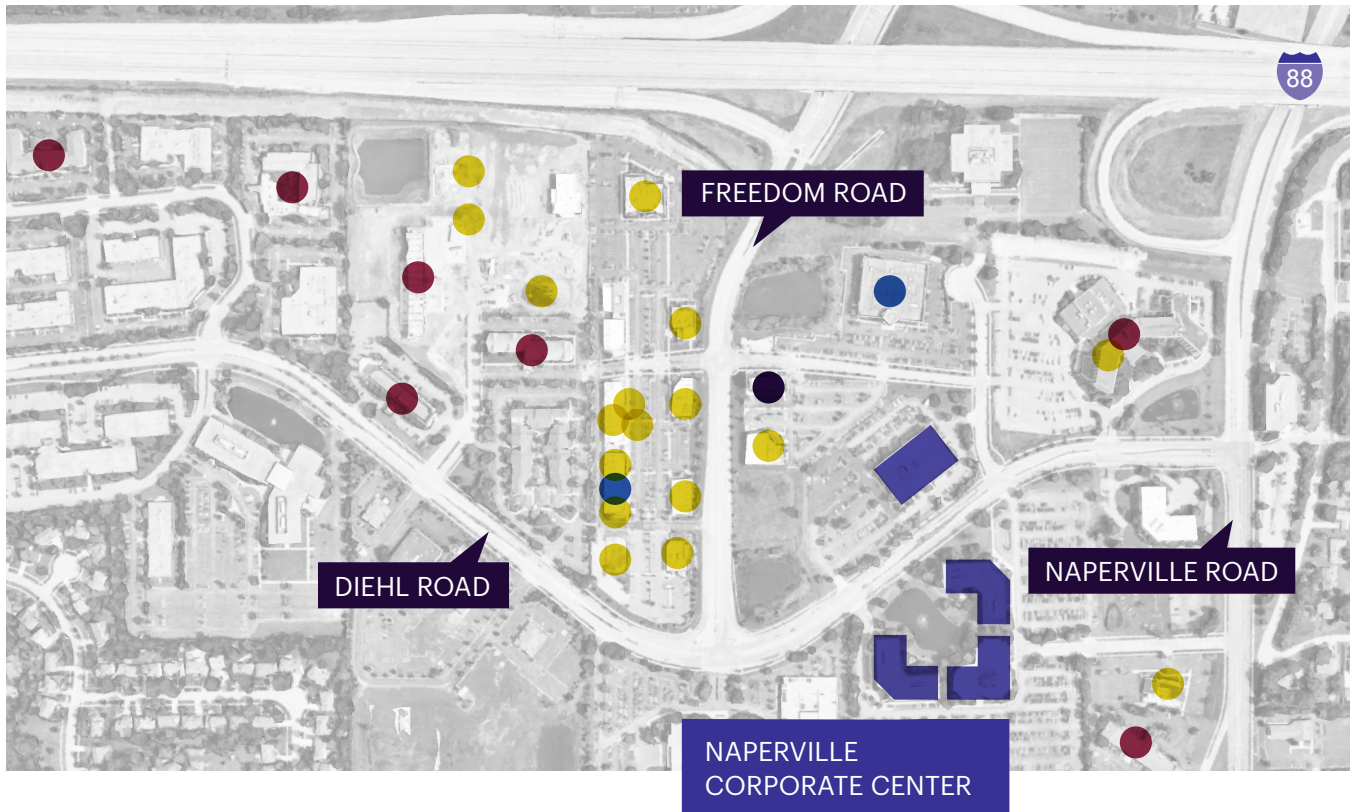 88
FREEDOM ROAD
DIEHL ROAD
NAPERVILLE ROAD
NAPERVILLE
CORPORATE CENTER